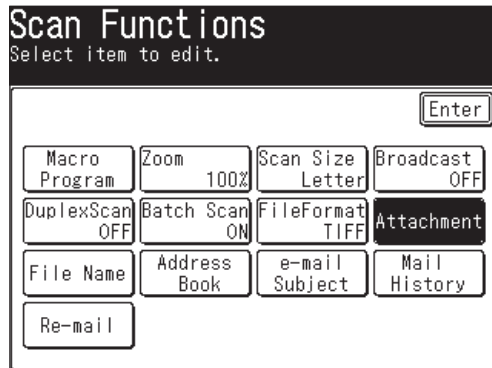 Scan Functions
Select item to edit.
Enter
Macro
Program
Zoom
100%
Scan Size
Letter
Broadcast
OFF
DuplexScan
OFF
Batch Scan
ON
FileFormat
TIFF
Attachment
File Name
Address
Book
e-mail
Subject
Mail
History
Re-mail